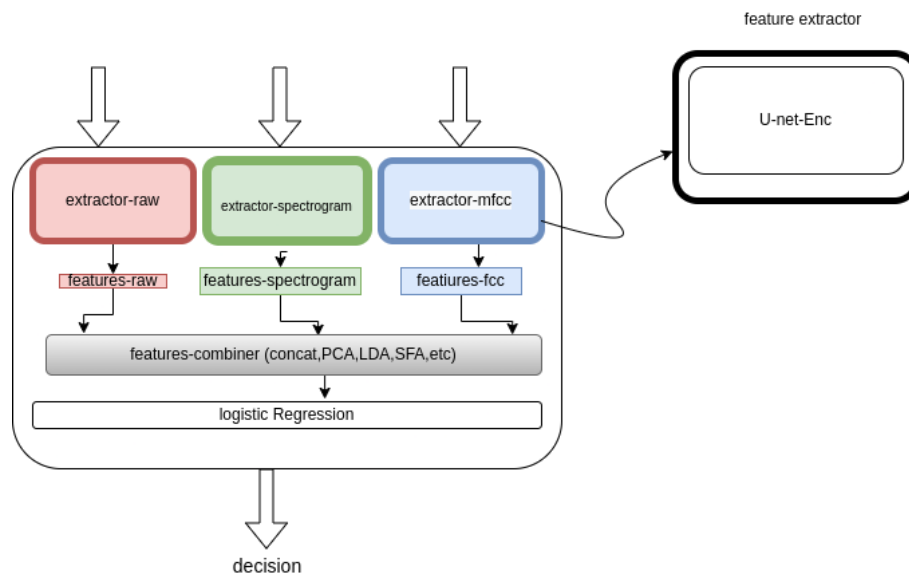 feature extractor
U-net-Enc
extractor-raw
extractor-spectrogram
extractor-mfcc
features-raw
features-spectrogram
featiures-fcc
features-combiner (concat,PCA,LDA,SFA,etc)
logistic Regression
decision